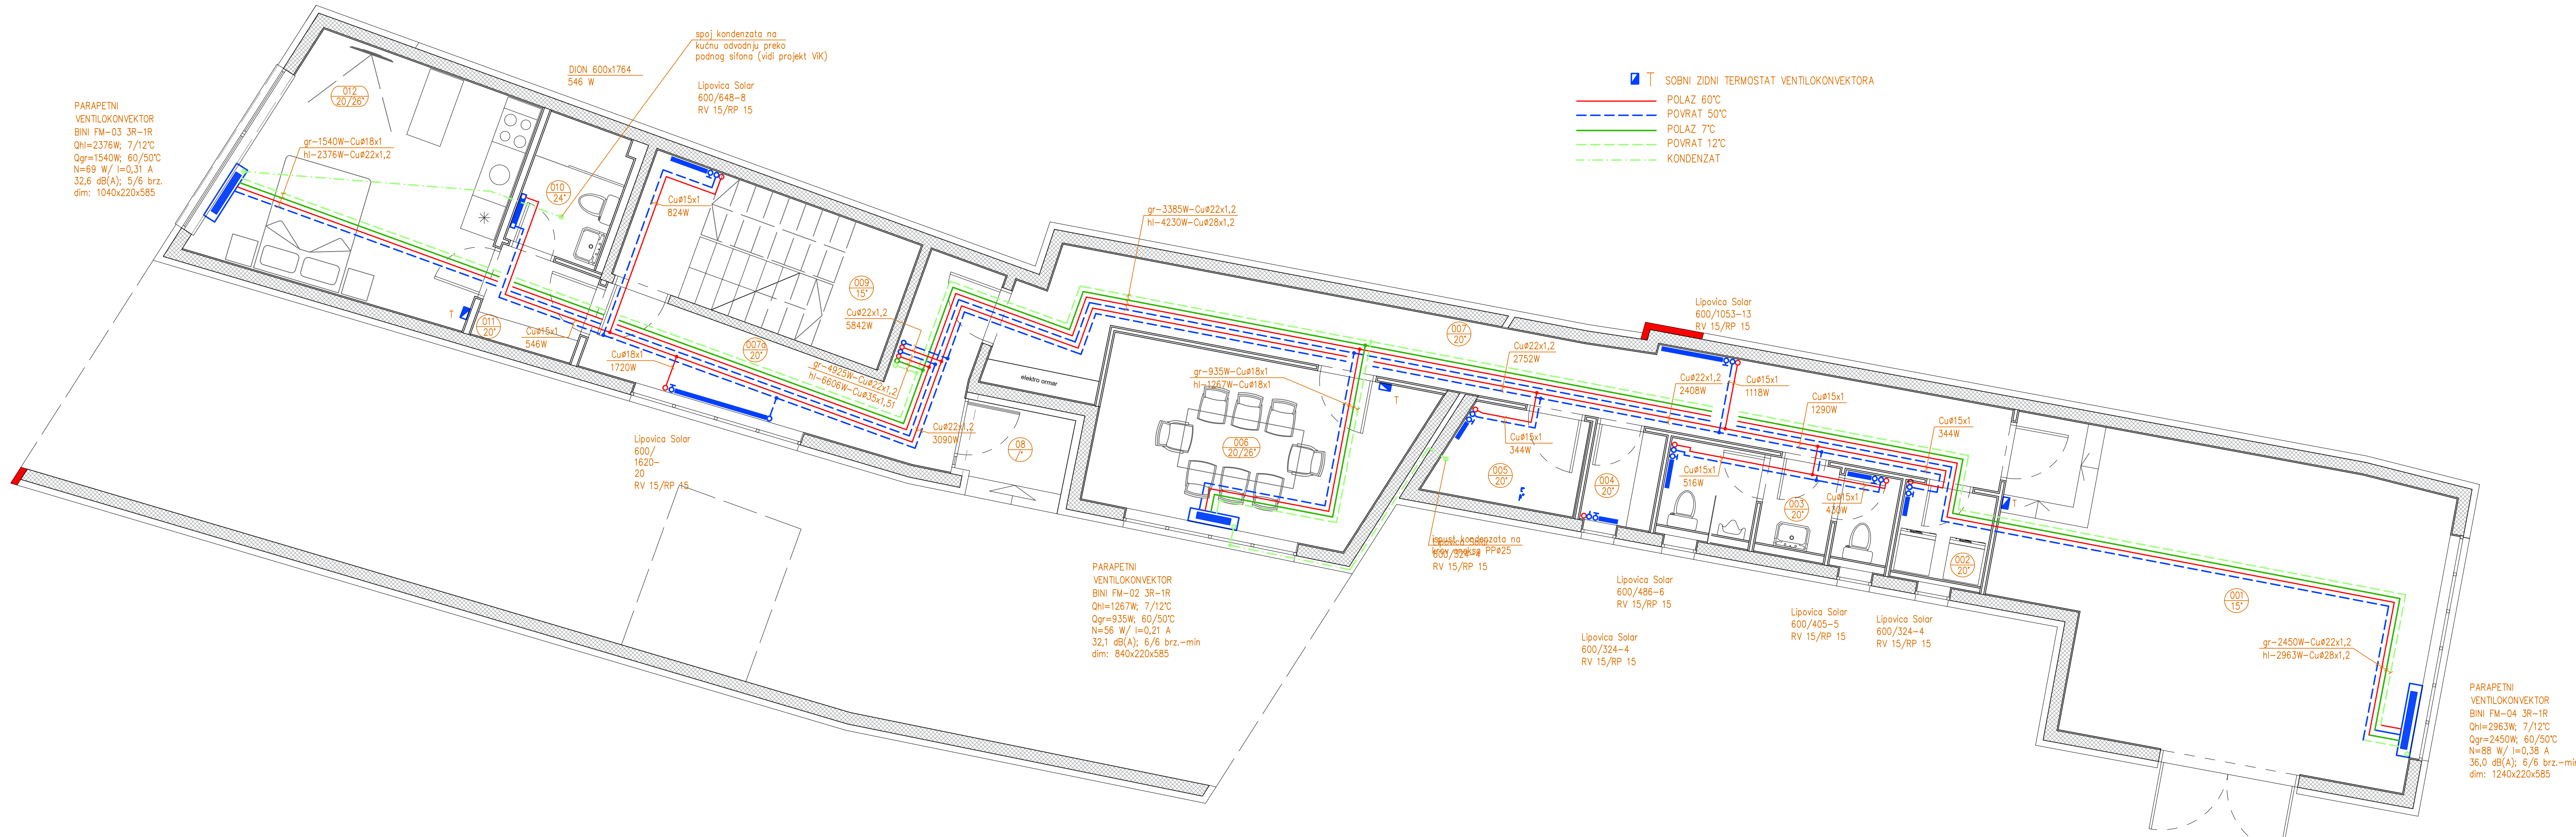 spoj kondenzata na
kućnu odvodnju preko
podnog sifona (vidi projekt ViK)
DION 600x1764
546 W
Lipovica Solar
600/648-8
RV 15/RP 15
T SOBNI ZIDNI TERMOSTAT VENTILOKONVEKTORA
POLAZ 60°C
POVRAT 50°C
POLAZ 7°C
POVRAT 12°C
KONDENZAT
PARAPETNI
VENTILOKONVEKTOR
BINI FM-03 3R-1R
Qhl=2376W; 7/12°C
Qgr=1540W; 60/50°C
N=69 W/ I=0,31 A
32,6 dB(A); 5/6 brz.
dim: 1040x220x585
012
20/26°
gr-1540W-CuØ18x1
hl-2376W-CuØ22x1,2
010
24°
CuØ15x1
824W
009
15°
CuØ22x1,2
5842W
T
011
20°
CuØ15x1
546W
CuØ18x1
1720W
007a
20°
gr-4925W-CuØ22x1,2
hl-6606W-CuØ35x1,51
CuØ22x1,2
3090W
Lipovica Solar
600/
1620-
20
RV 15/RP 15
gr-3385W-CuØ22x1,2
hl-4230W-CuØ28x1,2
elektro ormar
08
/°
gr-935W-CuØ18x1
hl-1267W-CuØ18x1
T
006
20/26°
007
20°
Lipovica Solar
600/1053-13
RV 15/RP 15
CuØ22x1,2
2752W
CuØ22x1,2
2408W
CuØ15x1
1118W
CuØ15x1
1290W
CuØ15x1
344W
CuØ15x1
344W
005
20°
004
20°
CuØ15x1
516W
CuØ15x1
430W
003
20°
T
002
20°
001
15°
ispust kondenzata na
krov aneksa PPØ25
Lipovica Solar
600/324-4
RV 15/RP 15
PARAPETNI
VENTILOKONVEKTOR
BINI FM-02 3R-1R
Qhl=1267W; 7/12°C
Qgr=935W; 60/50°C
N=56 W/ I=0,21 A
32,1 dB(A); 6/6 brz.-min
dim: 840x220x585
Lipovica Solar
600/486-6
RV 15/RP 15
Lipovica Solar
600/324-4
RV 15/RP 15
Lipovica Solar
600/405-5
RV 15/RP 15
Lipovica Solar
600/324-4
RV 15/RP 15
gr-2450W-CuØ22x1,2
hl-2963W-CuØ28x1,2
PARAPETNI
VENTILOKONVEKTOR
BINI FM-04 3R-1R
Qhl=2963W; 7/12°C
Qgr=2450W; 60/50°C
N=88 W/ I=0,38 A
36,0 dB(A); 6/6 brz.-min
dim: 1240x220x585